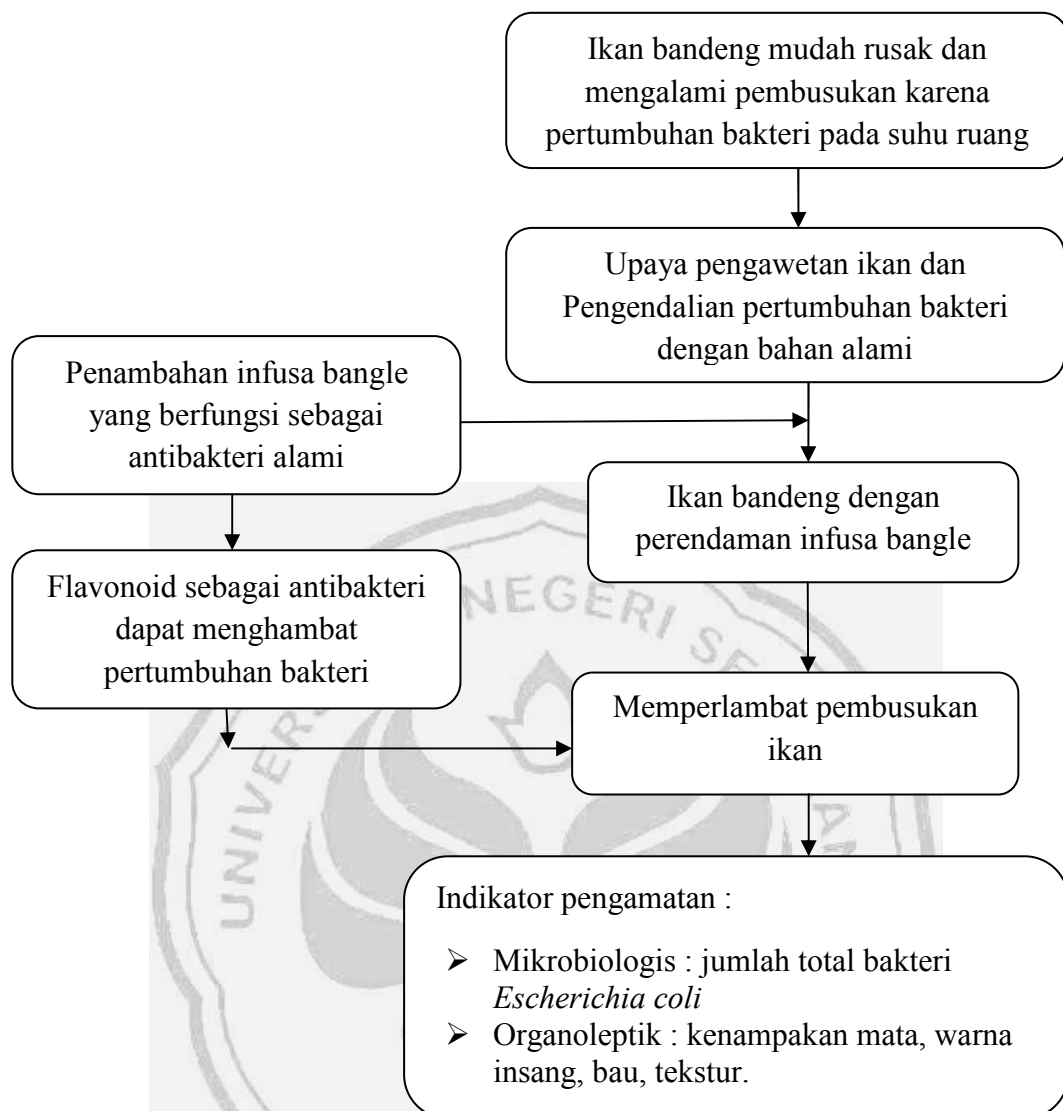 Ikan bandeng mudah rusak dan
mengalami pembusukan karena
pertumbuhan bakteri pada suhu ruang
Upaya pengawetan ikan dan
Pengendalian pertumbuhan bakteri
dengan bahan alami
Penambahan infusa bangle
yang berfungsi sebagai
antibakteri alami
Ikan bandeng dengan
perendaman infusa bangle
Flavonoid sebagai antibakteri
dapat menghambat
pertumbuhan bakteri
Memperlambat pembusukan
ikan
Indikator pengamatan :
➢ Mikrobiologis : jumlah total bakteri
Escherichia coli
➢ Organoleptik : kenampakan mata, warna
insang, bau, tekstur.
NEGERI